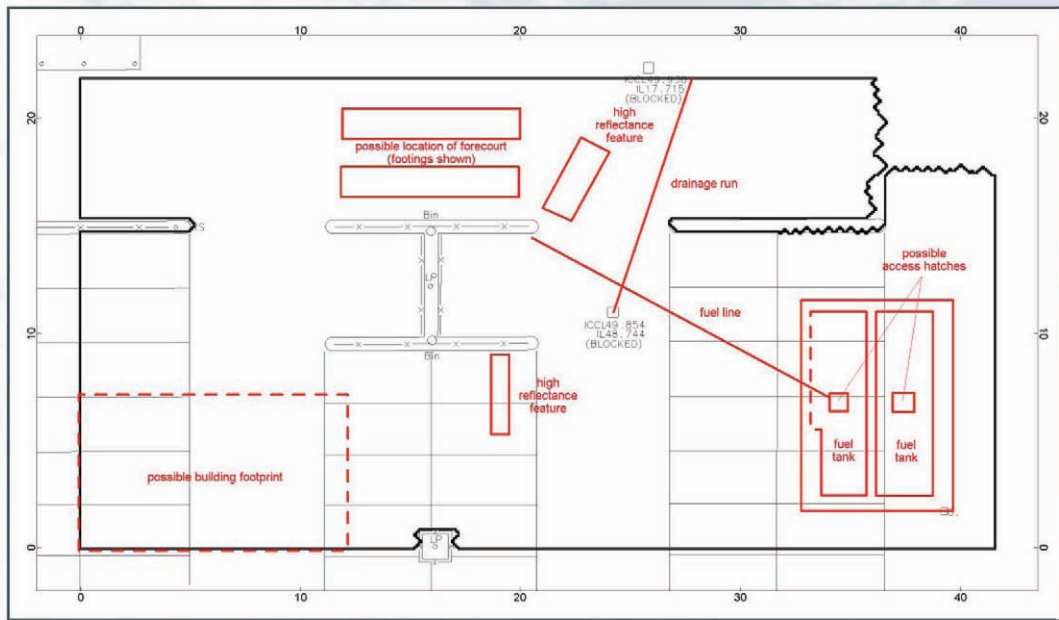 0 10 20 30 40
ICCL49.930
IL17.715
(BLOCKED)
20
high
reflectance
feature
20
possible location of forecourt
(footings shown)
drainage run
Bin
possible
access hatches
LP
fuel line
10
10
ICCL49.854
IL48.744
(BLOCKED)
Bin
high
reflectance
feature
fuel
tank
fuel
tank
possible building footprint
LP
0
0
0 10 20 30 40